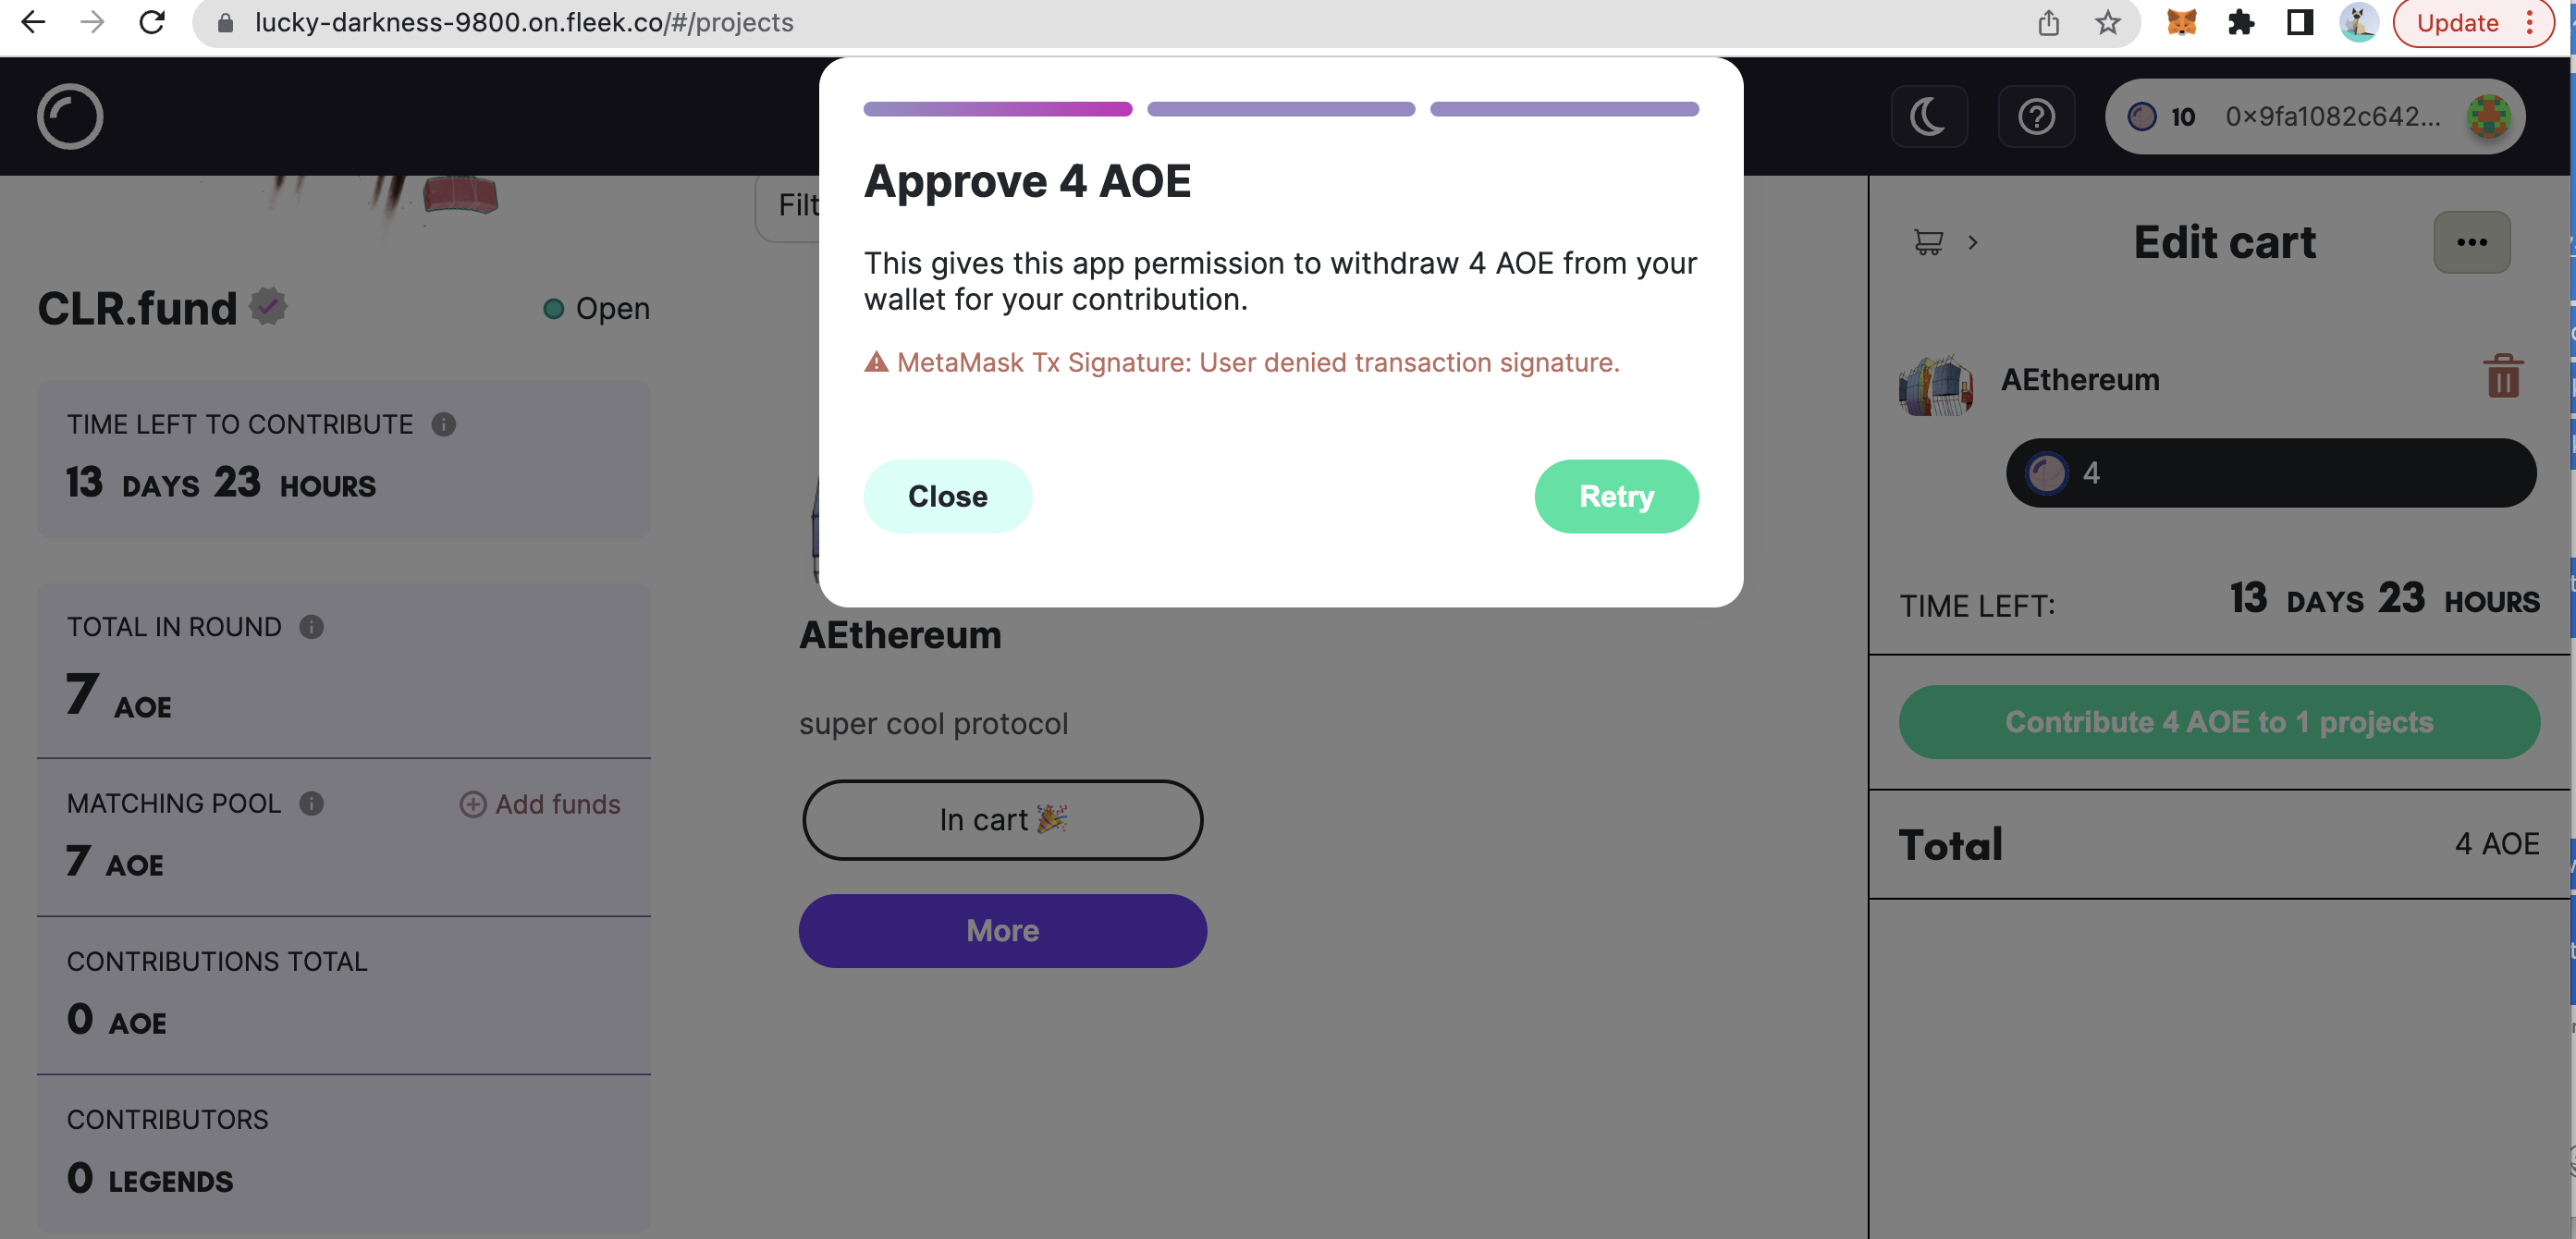 lucky-darkness-9800.on.fleek.co/#/projects
Update
10 0×9fa1082c642...
Approve 4 AOE
This gives this app permission to withdraw 4 AOE from your
wallet for your contribution.
MetaMask Tx Signature: User denied transaction signature.
Close
Retry
CLR.fund
Open
TIME LEFT TO CONTRIBUTE
13 DAYS 23 HOURS
TOTAL IN ROUND
7 AOE
MATCHING POOL
Add funds
7 AOE
CONTRIBUTIONS TOTAL
0 AOE
CONTRIBUTORS
0 LEGENDS
Filt
AEthereum
super cool protocol
In cart 🎉
More
Edit cart
AEthereum
4
TIME LEFT: 13 DAYS 23 HOURS
Contribute 4 AOE to 1 projects
Total 4 AOE